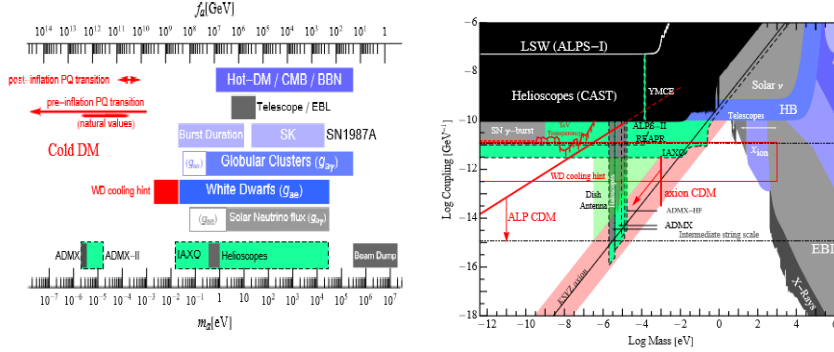 f_a[GeV]
10^14 10^13 10^12 10^11 10^10 10^9 10^8 10^7 10^6 10^5 10^4 10^3 10^2 10 1
post-inflation PQ transition
Hot-DM / CMB / BBN
pre-inflation PQ transition
Telescope / EBL
(natural values)
Burst Duration SK SN1987A
Cold DM
Globular Clusters (g_aγ)
WD cooling hint
White Dwarfs (g_ae)
Solar Neutrino flux (g_aγ)
ADMX ADMX-II IAXO Helioscopes Beam Dump
10^-7 10^-6 10^-5 10^-4 10^-3 10^-2 10^-1 1 10 10^2 10^3 10^4 10^5 10^6 10^7
m_a[eV]
-6
-8
-10
-12
-14
-16
-18
Log Coupling [GeV^-1]
LSW (ALPS-I)
Helioscopes (CAST)
YMCE
Solar ν
HB
SN γ-burst
Transparency
ALPS-II
REAPR
IAXO
Telescopes
X_ion
WD cooling hint
axion CDM
Dish
Antenna
ADMX-HF
ADMX
ALP CDM
Intermediate string scale
EBL
KSVZ axion
X-Rays
-12 -10 -8 -6 -4 -2 0 2 4 6
Log Mass [eV]